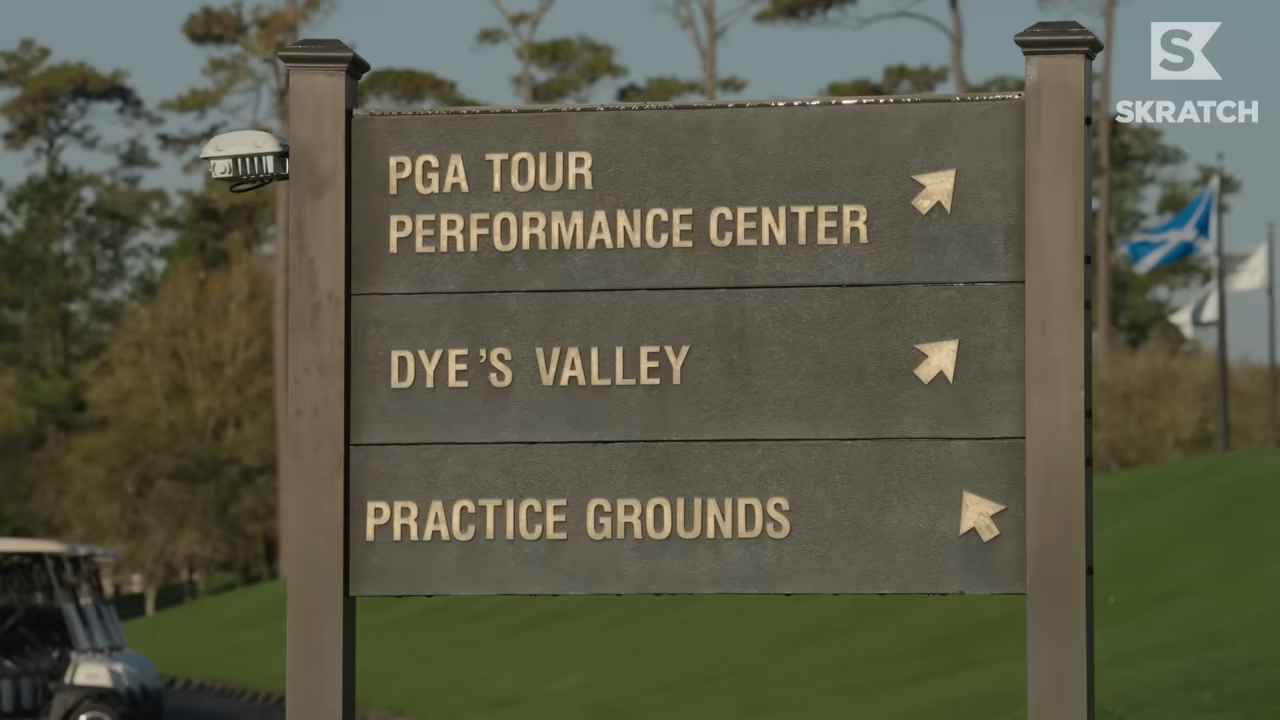 S
SKRATCH
PGA TOUR
PERFORMANCE CENTER
DYE'S VALLEY
PRACTICE GROUNDS